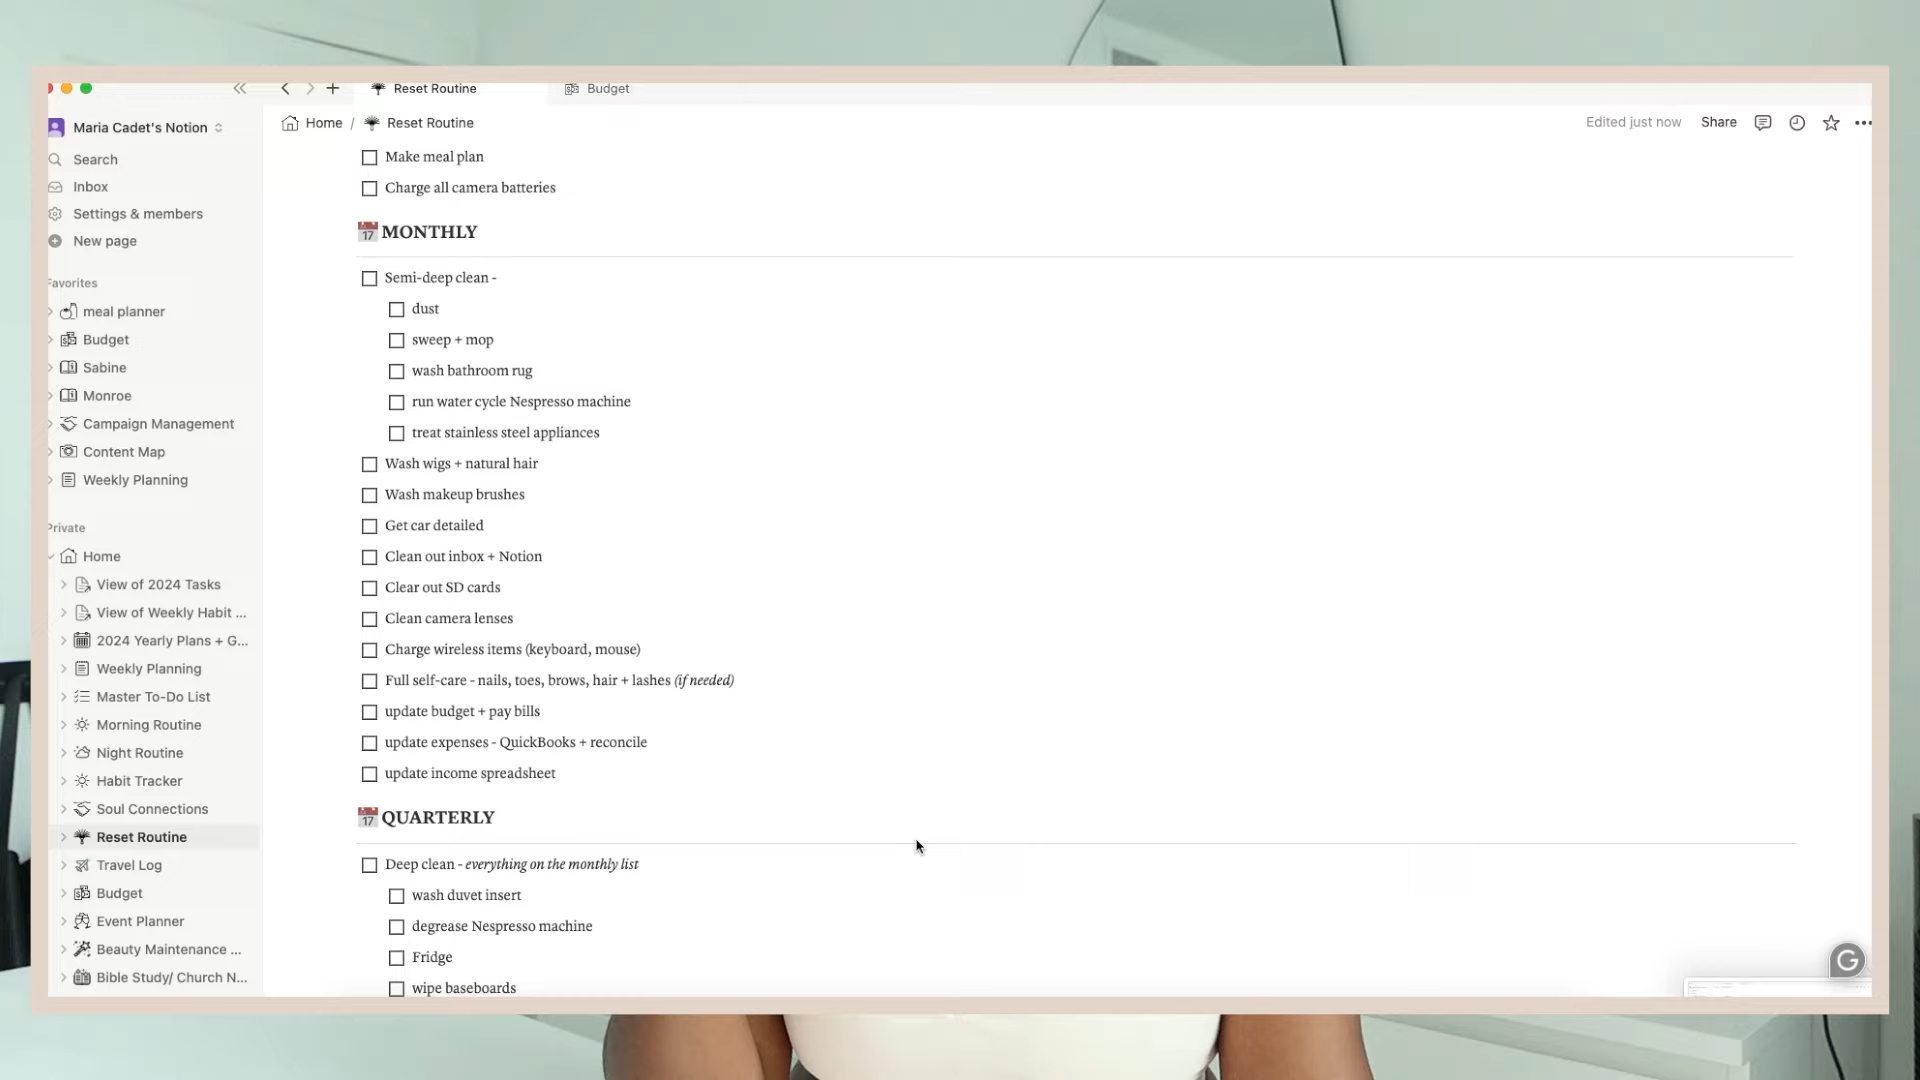 Reset Routine
Budget
Maria Cadet's Notion
Home / Reset Routine
Edited just now
Share
Search
Inbox
Settings & members
New page
Favorites
meal planner
Budget
Sabine
Monroe
Campaign Management
Content Map
Weekly Planning
Private
Home
View of 2024 Tasks
View of Weekly Habit ...
2024 Yearly Plans + G...
Weekly Planning
Master To-Do List
Morning Routine
Night Routine
Habit Tracker
Soul Connections
Reset Routine
Travel Log
Budget
Event Planner
Beauty Maintenance ...
Bible Study/ Church N...
Make meal plan
Charge all camera batteries
17 MONTHLY
Semi-deep clean -
dust
sweep + mop
wash bathroom rug
run water cycle Nespresso machine
treat stainless steel appliances
Wash wigs + natural hair
Wash makeup brushes
Get car detailed
Clean out inbox + Notion
Clear out SD cards
Clean camera lenses
Charge wireless items (keyboard, mouse)
Full self-care - nails, toes, brows, hair + lashes (if needed)
update budget + pay bills
update expenses - QuickBooks + reconcile
update income spreadsheet
17 QUARTERLY
Deep clean - everything on the monthly list
wash duvet insert
degrease Nespresso machine
Fridge
wipe baseboards
G